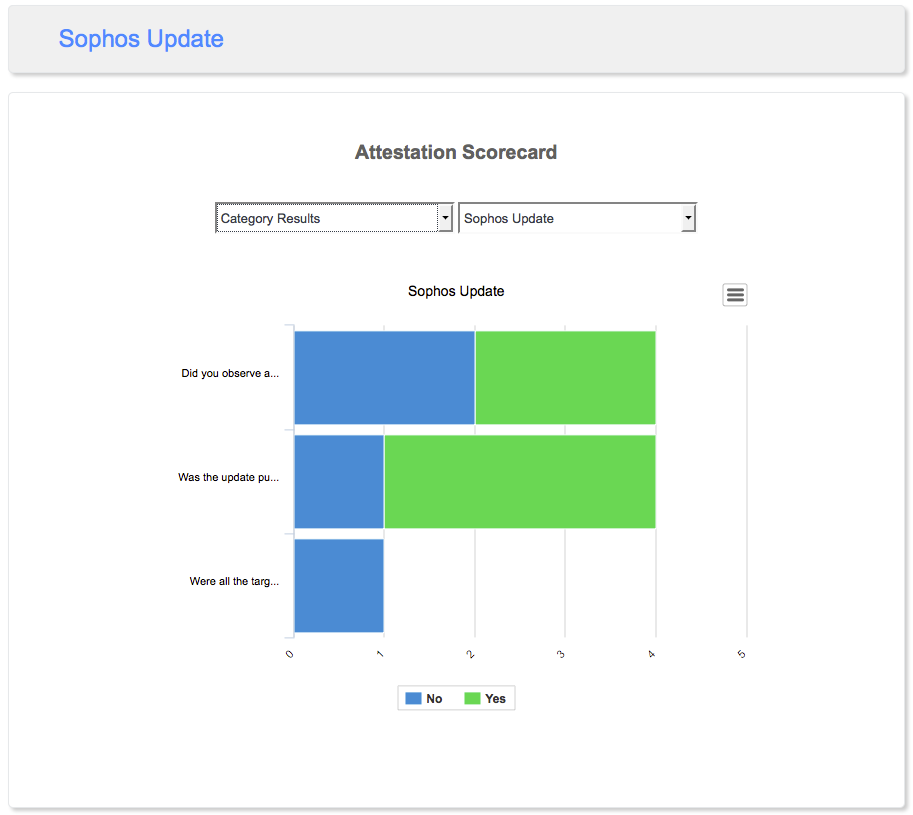 Sophos Update
Attestation Scorecard
Category Results
Sophos Update
Sophos Update
Did you observe a...
Was the update pu...
Were all the targ...
0 1 2 3 4 5
No Yes